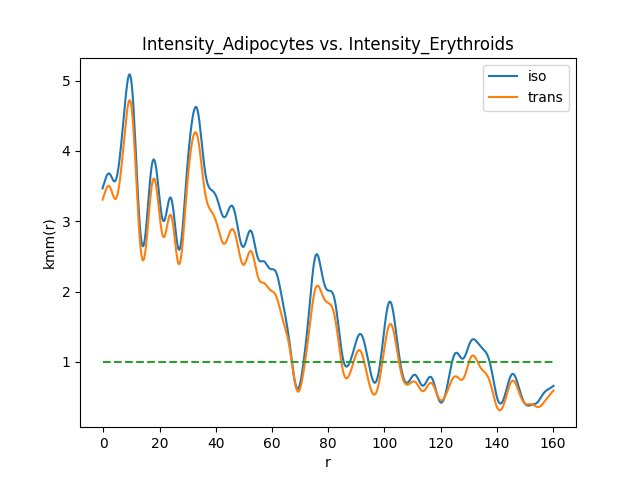 Intensity_Adipocytes vs. Intensity_Erythroids
iso
trans
5
4
3
2
1
kmm(r)
0 20 40 60 80 100 120 140 160
r